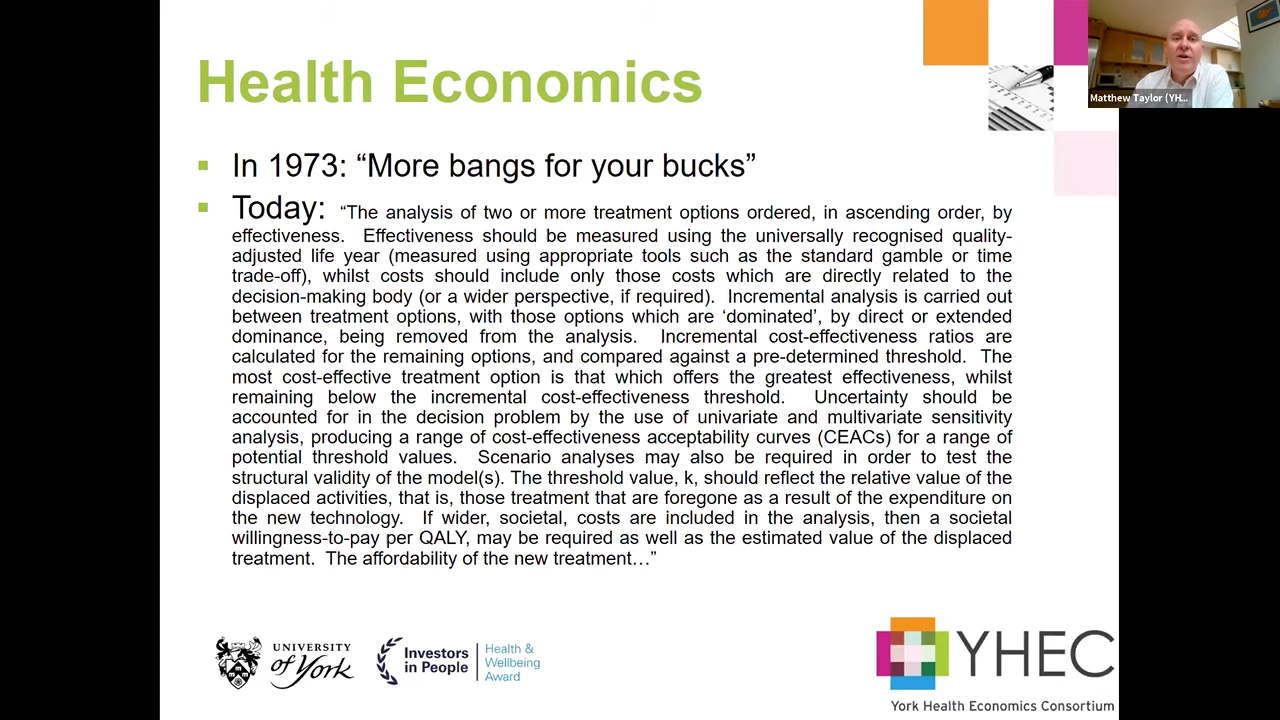 Health Economics
Matthew Taylor (YH...
In 1973: “More bangs for your bucks”
Today: “The analysis of two or more treatment options ordered, in ascending order, by
effectiveness. Effectiveness should be measured using the universally recognised quality-
adjusted life year (measured using appropriate tools such as the standard gamble or time
trade-off), whilst costs should include only those costs which are directly related to the
decision-making body (or a wider perspective, if required). Incremental analysis is carried out
between treatment options, with those options which are ‘dominated’, by direct or extended
dominance, being removed from the analysis. Incremental cost-effectiveness ratios are
calculated for the remaining options, and compared against a pre-determined threshold. The
most cost-effective treatment option is that which offers the greatest effectiveness, whilst
remaining below the incremental cost-effectiveness threshold. Uncertainty should be
accounted for in the decision problem by the use of univariate and multivariate sensitivity
analysis, producing a range of cost-effectiveness acceptability curves (CEACs) for a range of
potential threshold values. Scenario analyses may also be required in order to test the
structural validity of the model(s). The threshold value, k, should reflect the relative value of the
displaced activities, that is, those treatment that are foregone as a result of the expenditure on
the new technology. If wider, societal, costs are included in the analysis, then a societal
willingness-to-pay per QALY, may be required as well as the estimated value of the displaced
treatment. The affordability of the new treatment…”
UNIVERSITY
of York
Investors
in People
Health &
Wellbeing
Award
YHEC
York Health Economics Consortium